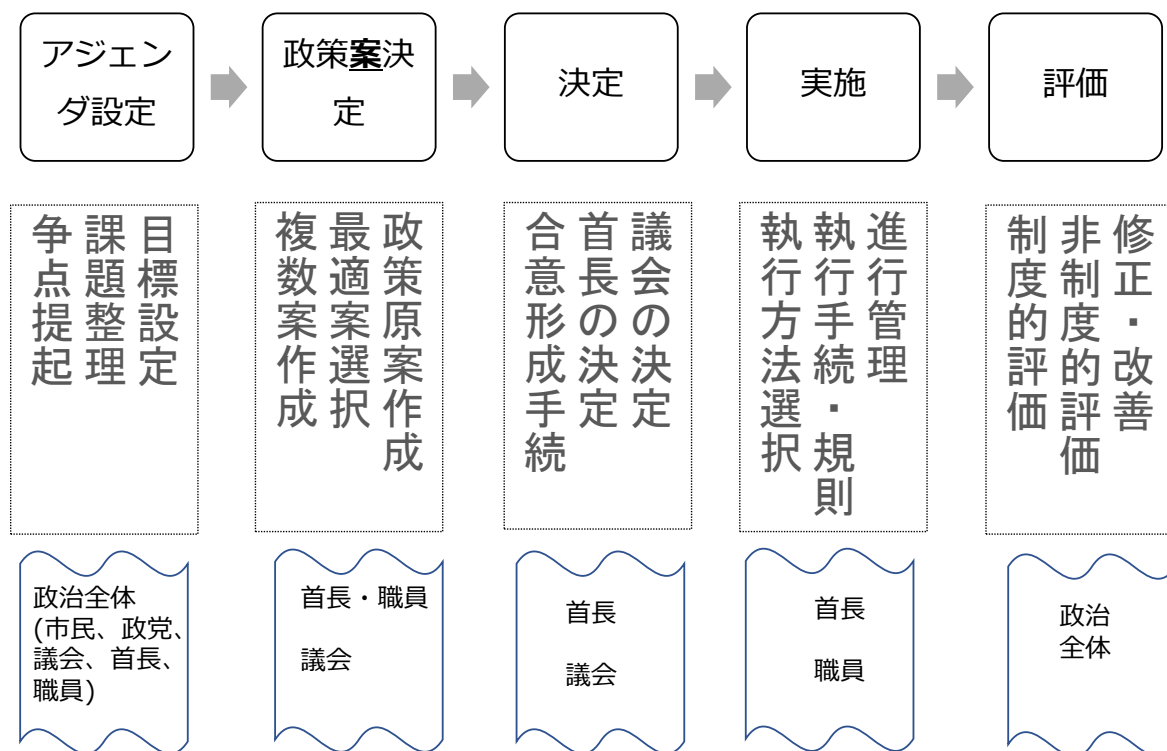 アジェン
ダ設定
政策案決
定
決定
実施
評価
争点提起
課題整理
目標設定
複数案作成
最適案選択
政策原案作成
合意形成手続
首長の決定
議会の決定
執行方法選択
執行手続・規則
進行管理
制度的評価
非制度的評価
修正・改善
政治全体
(市民、政党、
議会、首長、
職員)
首長・職員
議会
首長
議会
首長
職員
政治
全体